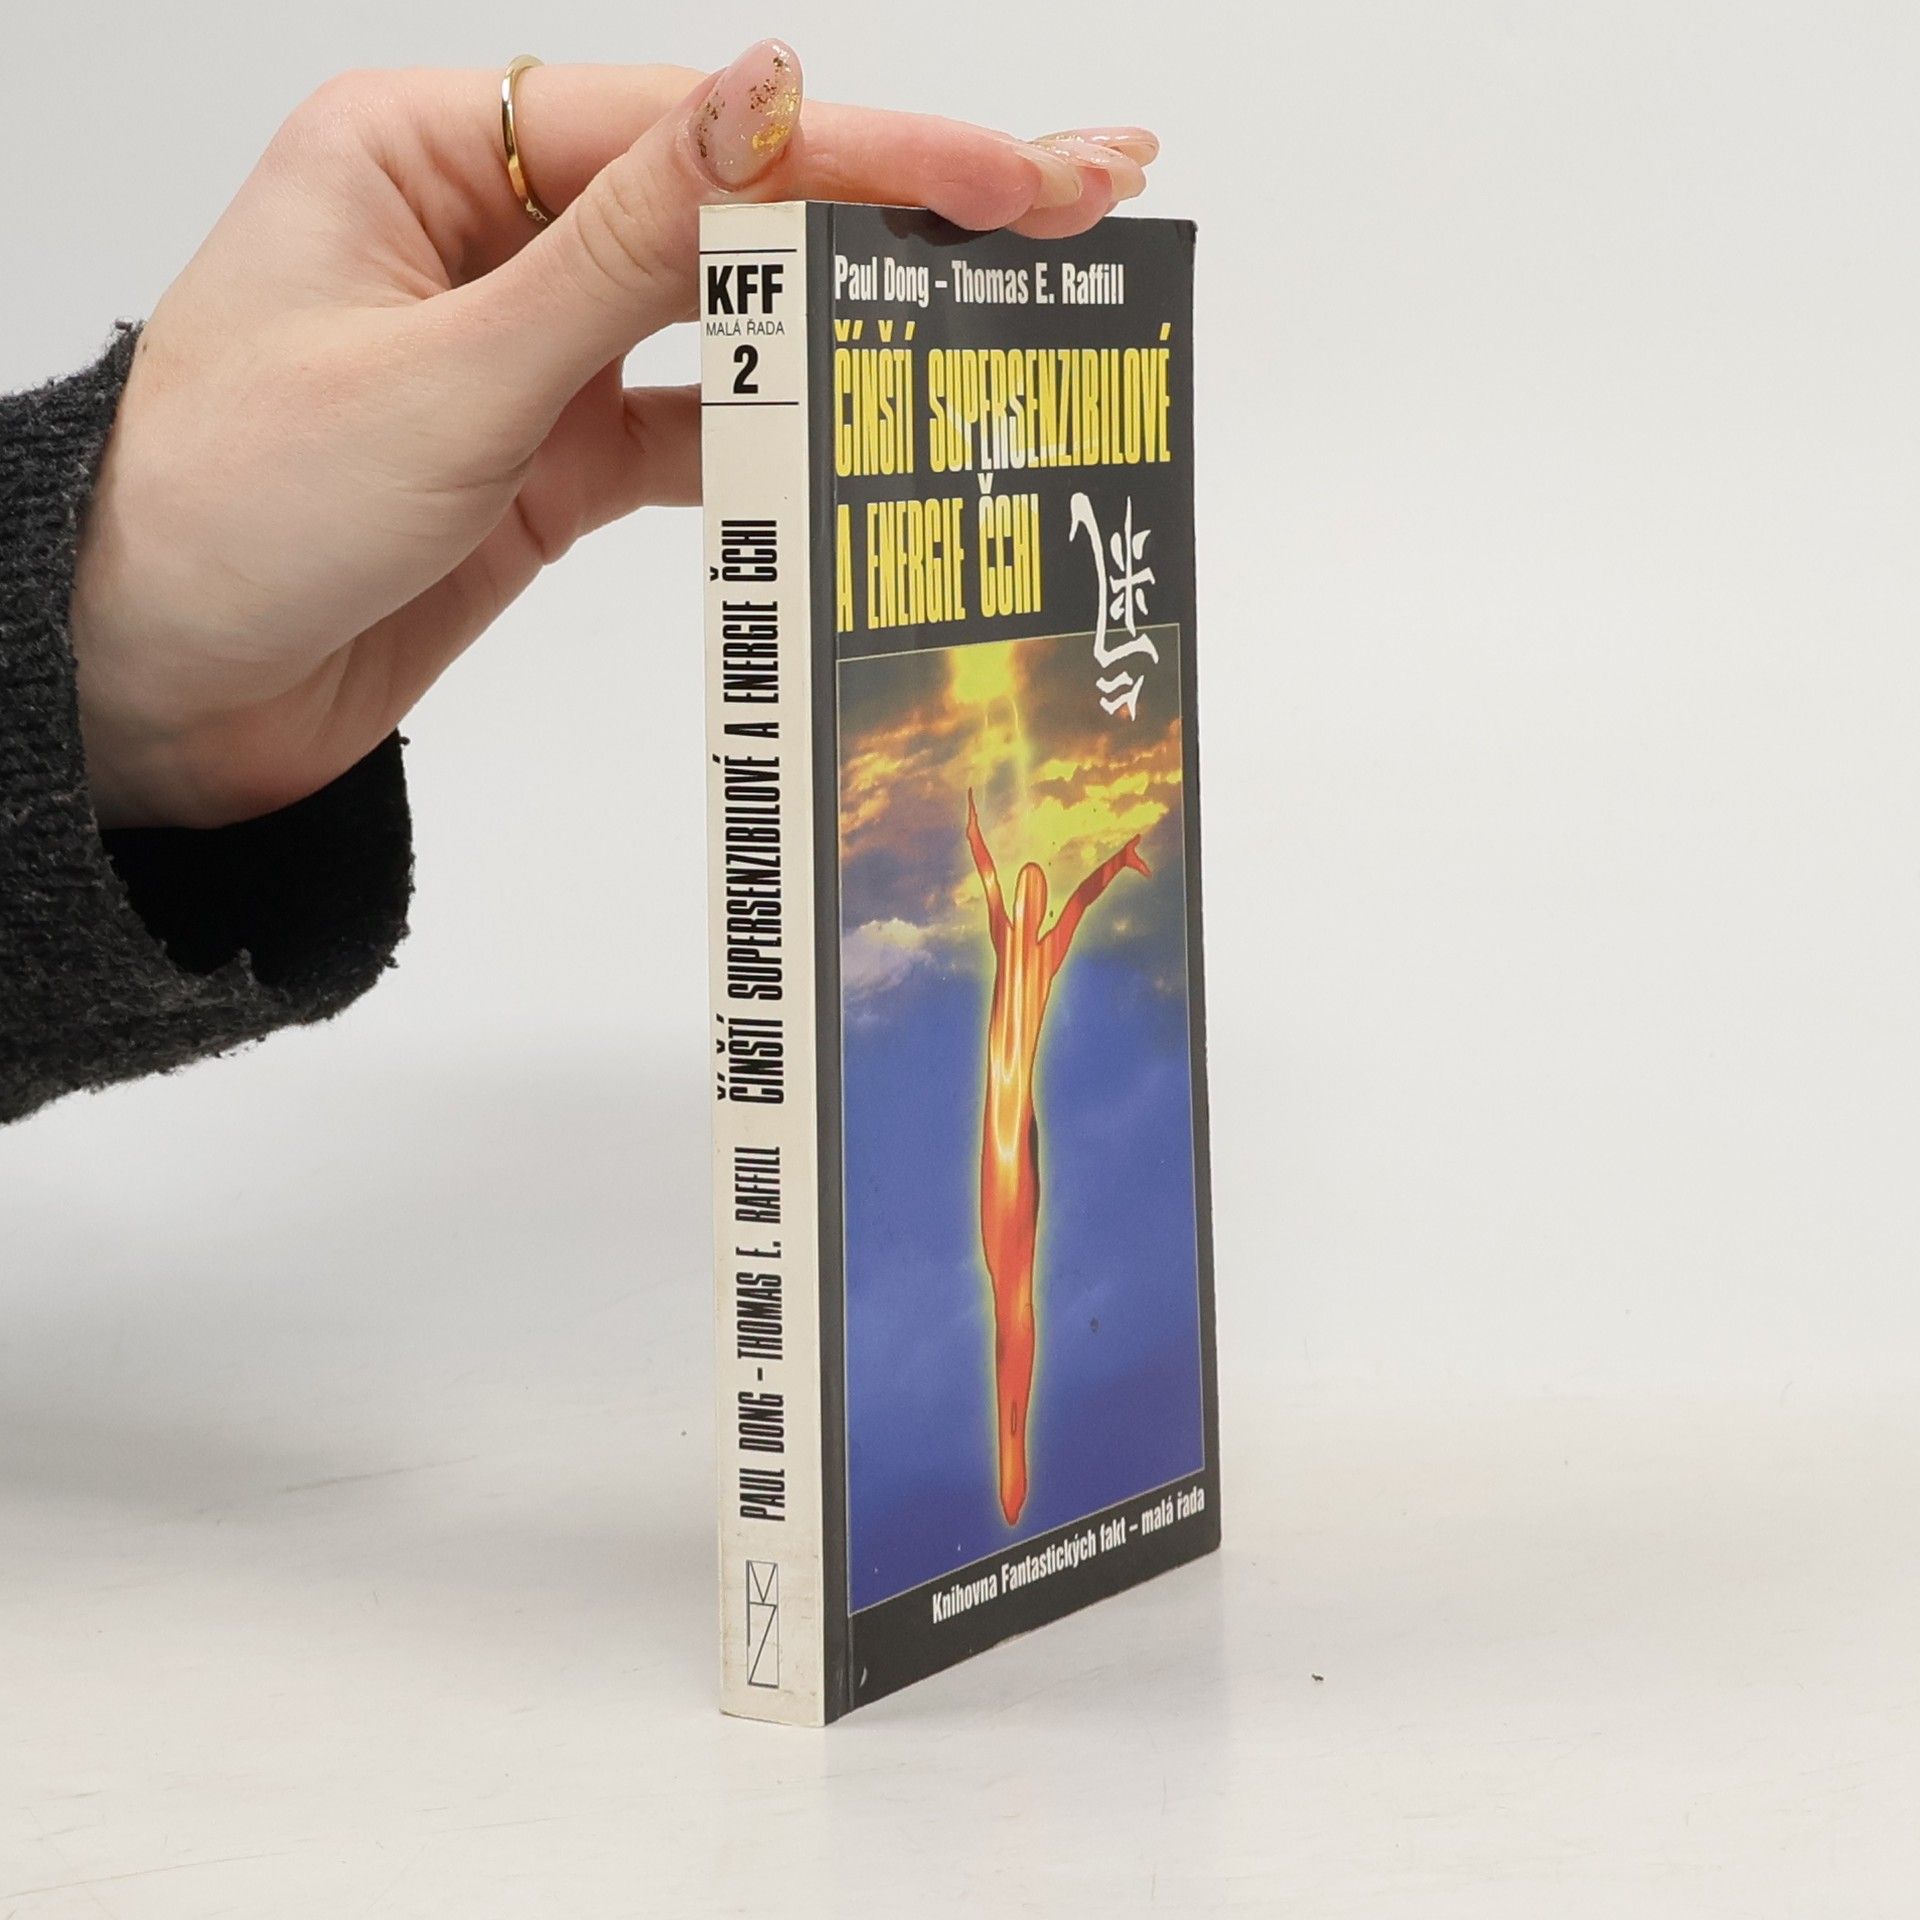 KFF
MALÁ ŘADA
2
PAUL DONG – THOMAS E. RAFFILL ČÍNŠTÍ SUPERSENZIBILOVÉ A ENERGIE ČCHI
Paul Dong – Thomas E. Raffill
ČÍNŠTÍ SUPERSENZIBILOVÉ
A ENERGIE ČCHI
Knihovna Fantastických fakt – malá řada